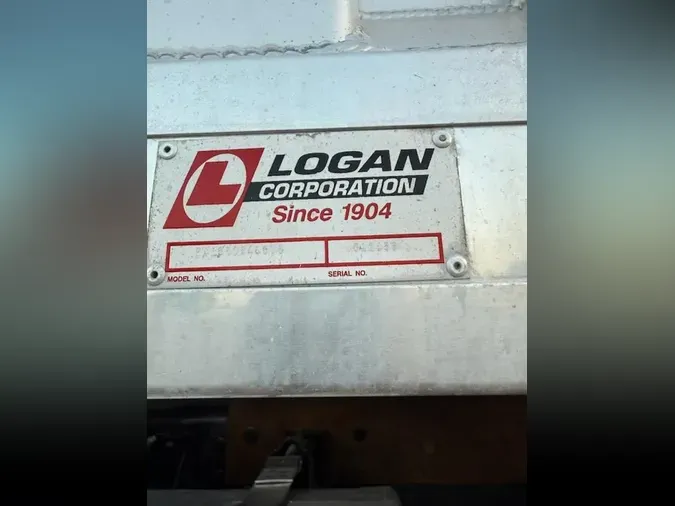 L
LOGAN
CORPORATION
Since 1904
MODEL NO. SERIAL NO.